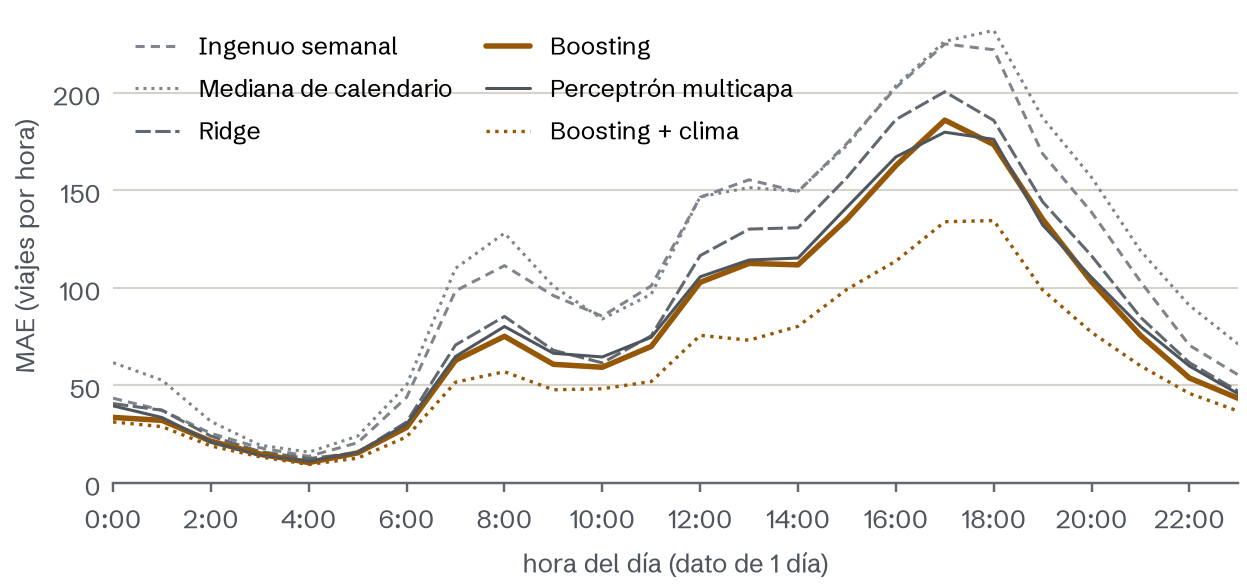 Ingenuo semanal
Mediana de calendario
Ridge
Boosting
Perceptrón multicapa
Boosting + clima
MAE (viajes por hora)
200
150
100
50
0
0:00 2:00 4:00 6:00 8:00 10:00 12:00 14:00 16:00 18:00 20:00 22:00
hora del día (dato de 1 día)